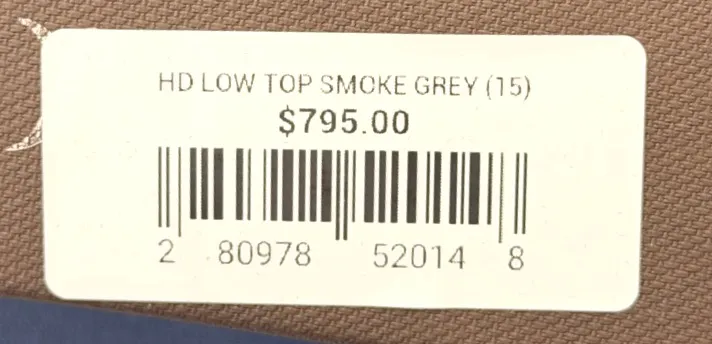 HD LOW TOP SMOKE GREY (15)
$795.00
2 80978 52014 8